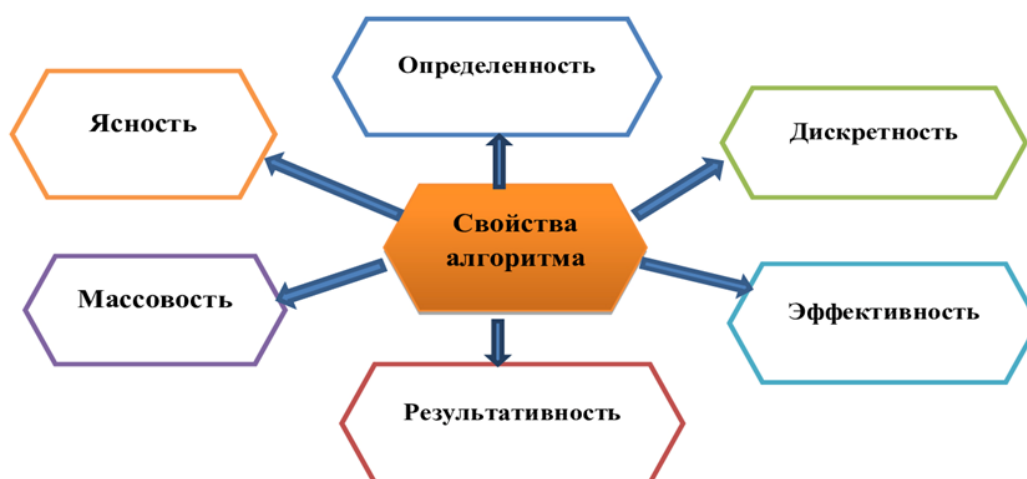 Определенность
Ясность
Дискретность
Свойства
алгоритма
Массовость
Эффективность
Результативность